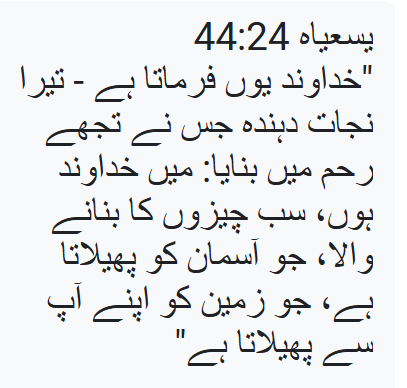 یسعیاہ 44:24
"خداوند یوں فرماتا ہے - تیرا
نجات دہندہ جس نے تجھے
رحم میں بنایا: میں خداوند
ہوں، سب چیزوں کا بنانے
والا، جو آسمان کو پھیلاتا
ہے، جو زمین کو اپنے آپ
سے پھیلاتا ہے"